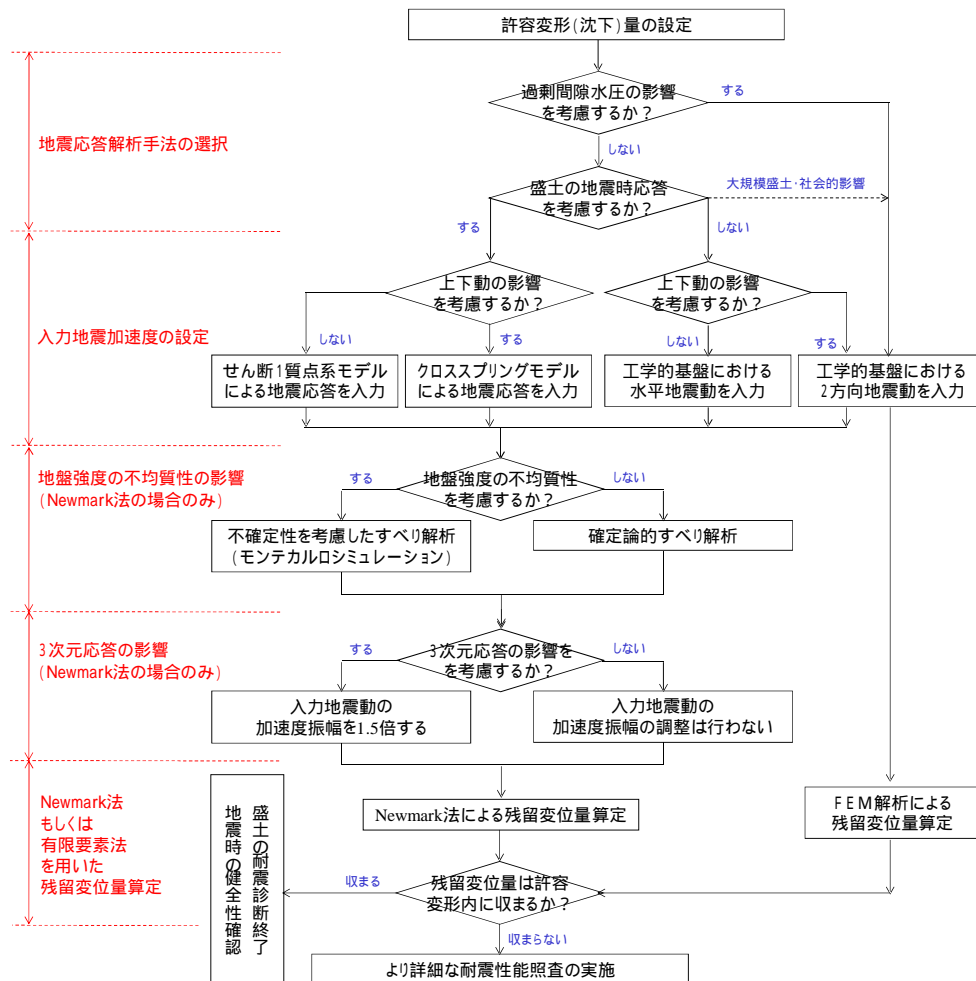 許容変形(沈下)量の設定
過剰間隙水圧の影響
を考慮するか?
する
地震応答解析手法の選択
しない
盛土の地震時応答
を考慮するか?
大規模盛土・社会的影響
する
しない
上下動の影響
を考慮するか?
上下動の影響
を考慮するか?
入力地震加速度の設定
しない
する
しない
する
せん断1質点系モデル
による地震応答を入力
クロススプリングモデル
による地震応答を入力
工学的基盤における
水平地震動を入力
工学的基盤における
2方向地震動を入力
地盤強度の不均質性の影響
(Newmark法の場合のみ)
する
地盤強度の不均質性
を考慮するか?
しない
不確定性を考慮したすべり解析
(モンテカルロシミュレーション)
確定論的すべり解析
3次元応答の影響
(Newmark法の場合のみ)
する
3次元応答の影響を
を考慮するか?
しない
入力地震動の
加速度振幅を1.5倍する
入力地震動の
加速度振幅の調整は行わない
Newmark法
もしくは
有限要素法
を用いた
残留変位量算定
盛土の耐震診断終了
地震時の健全性確認
Newmark法による残留変位量算定
FEM解析による
残留変位量算定
収まる
残留変位量は許容
変形内に収まるか?
収まらない
より詳細な耐震性能照査の実施